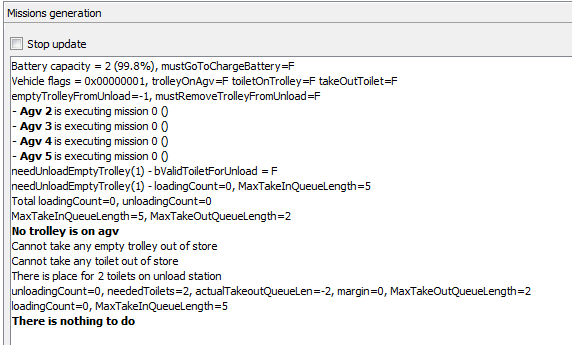 Missions generation
Stop update
Battery capacity = 2 (99.8%), mustGoToChargeBattery=F
Vehicle flags = 0x00000001, trolleyOnAgv=F toiletOnTrolley=F takeOutToilet=F
emptyTrolleyFromUnload=-1, mustRemoveTrolleyFromUnload=F
- Agv 2 is executing mission 0 ()
- Agv 3 is executing mission 0 ()
- Agv 4 is executing mission 0 ()
- Agv 5 is executing mission 0 ()
needUnloadEmptyTrolley(1) - bValidToiletForUnload = F
needUnloadEmptyTrolley(1) - loadingCount=0, MaxTakeInQueueLength=5
Total loadingCount=0, unloadingCount=0
MaxTakeInQueueLength=5, MaxTakeOutQueueLength=2
No trolley is on agv
Cannot take any empty trolley out of store
Cannot take any toilet out of store
There is place for 2 toilets on unload station
unloadingCount=0, neededToilets=2, actualTakeoutQueueLen=-2, margin=0, MaxTakeOutQueueLength=2
loadingCount=0, MaxTakeInQueueLength=5
There is nothing to do